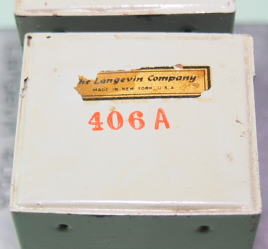 he Langevin Company
MADE IN NEW YORK, U.S.A.
406A